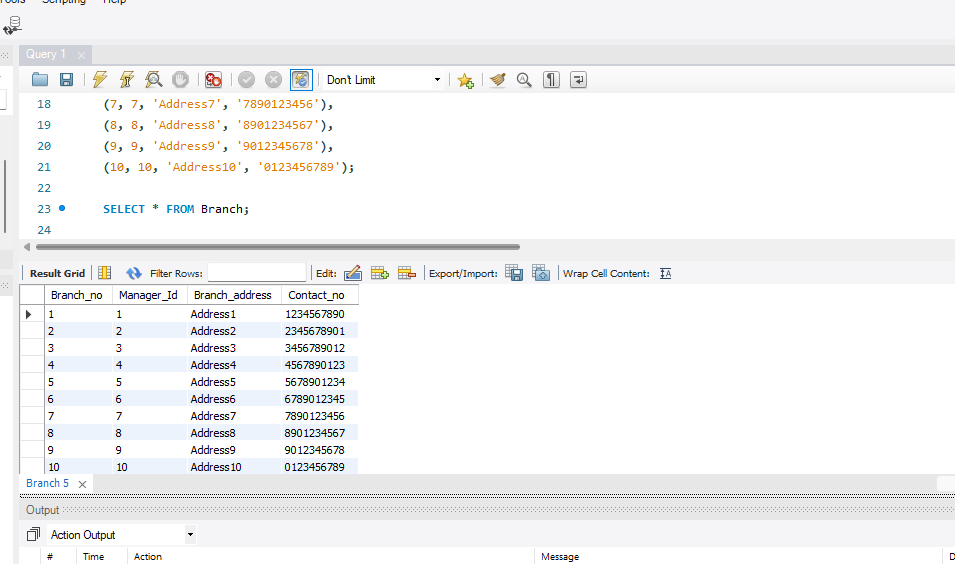 Tools Scripting Help
Query 1
Don't Limit
18 (7, 7, 'Address7', '7890123456'),
19 (8, 8, 'Address8', '8901234567'),
20 (9, 9, 'Address9', '9012345678'),
21 (10, 10, 'Address10', '0123456789');
22
23 SELECT * FROM Branch;
24
Result Grid Filter Rows: Edit: Export/Import: Wrap Cell Content: IA
Branch_no Manager_Id Branch_address Contact_no
1 1 Address1 1234567890
2 2 Address2 2345678901
3 3 Address3 3456789012
4 4 Address4 4567890123
5 5 Address5 5678901234
6 6 Address6 6789012345
7 7 Address7 7890123456
8 8 Address8 8901234567
9 9 Address9 9012345678
10 10 Address10 0123456789
Branch 5
Output
Action Output
# Time Action Message D